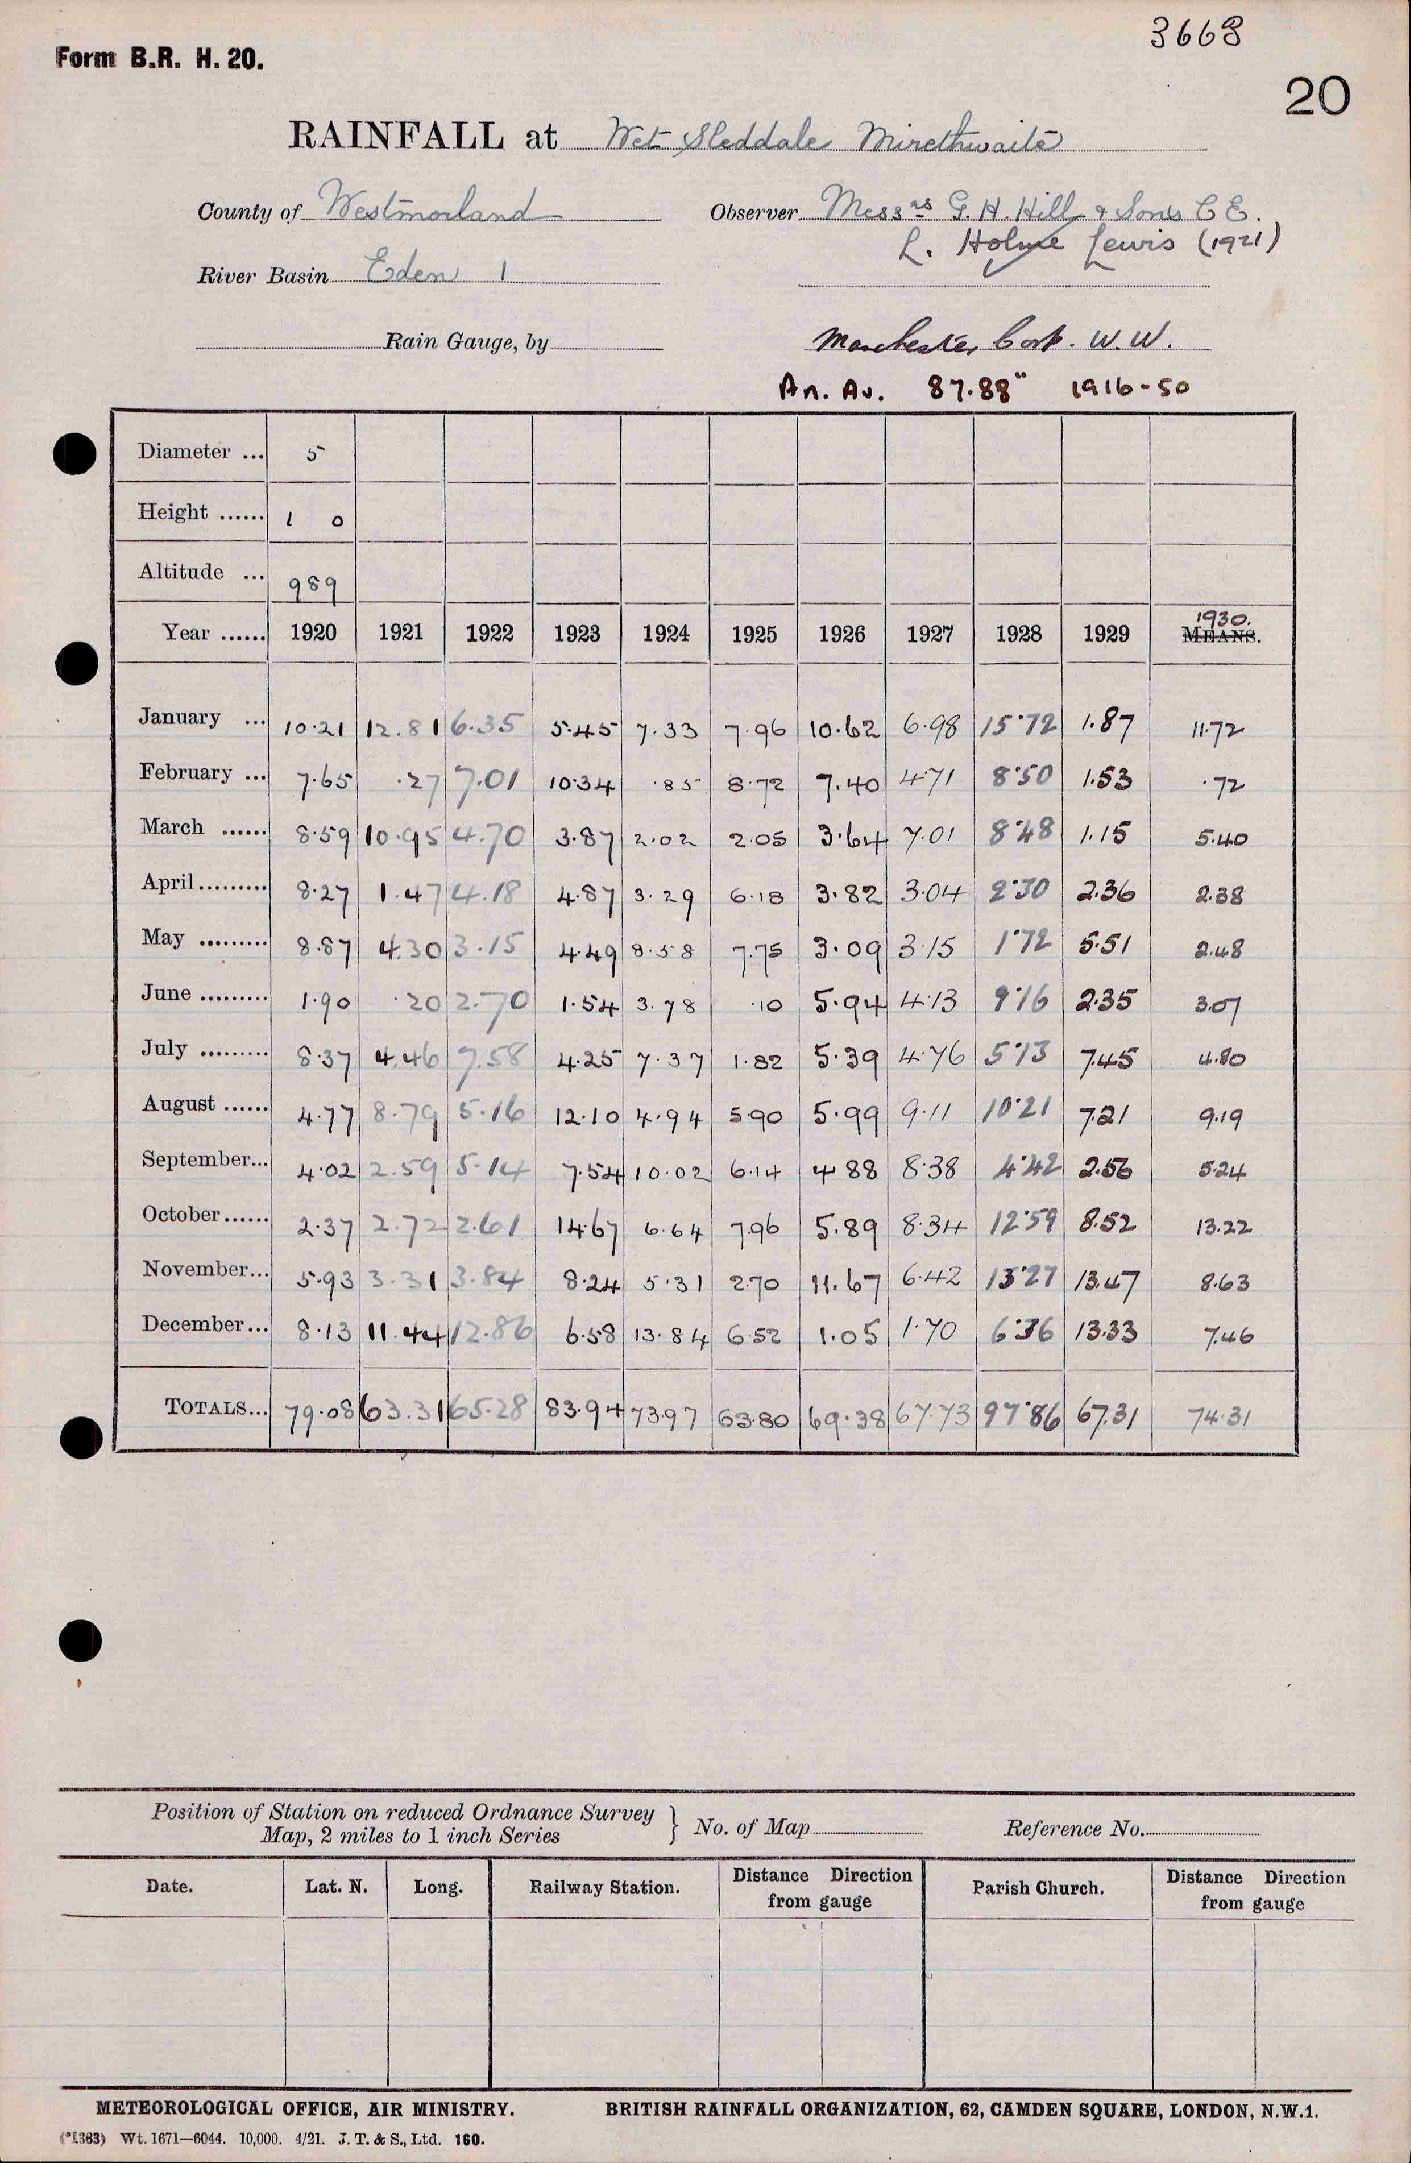 3668
Form B.R. H. 20.
20
RAINFALL at Wet Sleddale Mirethwaite
County of Westmorland Observer Messrs G. H. Hill & Sons C E.
L. Holme Lewis (1921)
River Basin Eden 1
Rain Gauge, by Manchester Corp. W. W.
An. Av. 87.88" 1916-50
Diameter ... 5
Height ...... 1 0
Altitude ... 989
Year ...... 1920 1921 1922 1923 1924 1925 1926 1927 1928 1929 1930. MEANS.
January ... 10.21 12.81 6.35 5.45 7.33 7.96 10.62 6.98 15.72 1.87 11.72
February ... 7.65 .27 7.01 10.34 .85 8.72 7.40 4.71 8.50 1.53 .72
March ...... 8.59 10.95 4.70 3.87 2.02 2.05 3.64 7.01 8.48 1.15 5.40
April ......... 8.27 1.47 4.18 4.87 3.29 6.18 3.82 3.04 2.30 2.36 2.38
May ......... 8.87 4.30 3.15 4.49 8.58 7.75 3.09 3.15 1.72 5.51 2.48
June ......... 1.90 .20 2.70 1.54 3.78 .10 5.94 4.13 9.16 2.35 3.07
July ......... 8.37 4.46 7.58 4.25 7.37 1.82 5.39 4.76 5.13 7.45 4.80
August ...... 4.77 8.79 5.16 12.10 4.94 5.90 5.99 9.11 10.21 7.21 9.19
September... 4.02 2.59 5.14 7.54 10.02 6.14 4.88 8.38 4.42 2.56 5.24
October ...... 2.37 2.72 2.61 14.67 6.64 7.96 5.89 8.34 12.59 8.52 13.22
November... 5.93 3.31 3.84 8.24 5.31 2.70 11.67 6.42 13.27 13.47 8.63
December... 8.13 11.44 12.86 6.58 13.84 6.52 1.05 1.70 6.36 13.33 7.46
TOTALS... 79.08 63.31 65.28 83.94 73.97 63.80 69.38 67.73 97.86 67.31 74.31
Position of Station on reduced Ordnance Survey
Map, 2 miles to 1 inch Series } No. of Map Reference No.
Date. Lat. N. Long. Railway Station. Distance Direction from gauge Parish Church. Distance Direction from gauge
METEOROLOGICAL OFFICE, AIR MINISTRY. BRITISH RAINFALL ORGANIZATION, 62, CAMDEN SQUARE, LONDON, N.W.1.
(*1383) Wt. 1671—6044. 10,000. 4/21. J. T. & S., Ltd. 160.